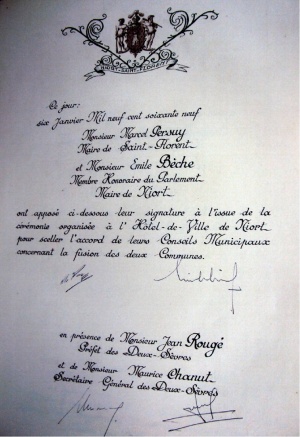 Ce jour:
six Janvier Mil neuf cent soixante neuf
Monsieur Marcel Persuy
Maire de Saint-Florent
et Monsieur Emile Bèche
Membre Honoraire du Parlement
Maire de Niort
ont apposé ci-dessous leur signature à l'issue de la
cérémonie organisée à l'Hôtel-de-Ville de Niort
pour sceller l'accord de leurs Conseils Municipaux
concernant la fusion des deux Communes.
en présence de Monsieur Jean Rougé
Préfet des Deux-Sèvres
et de Monsieur Maurice Chanut
Secrétaire Général des Deux-Sèvres